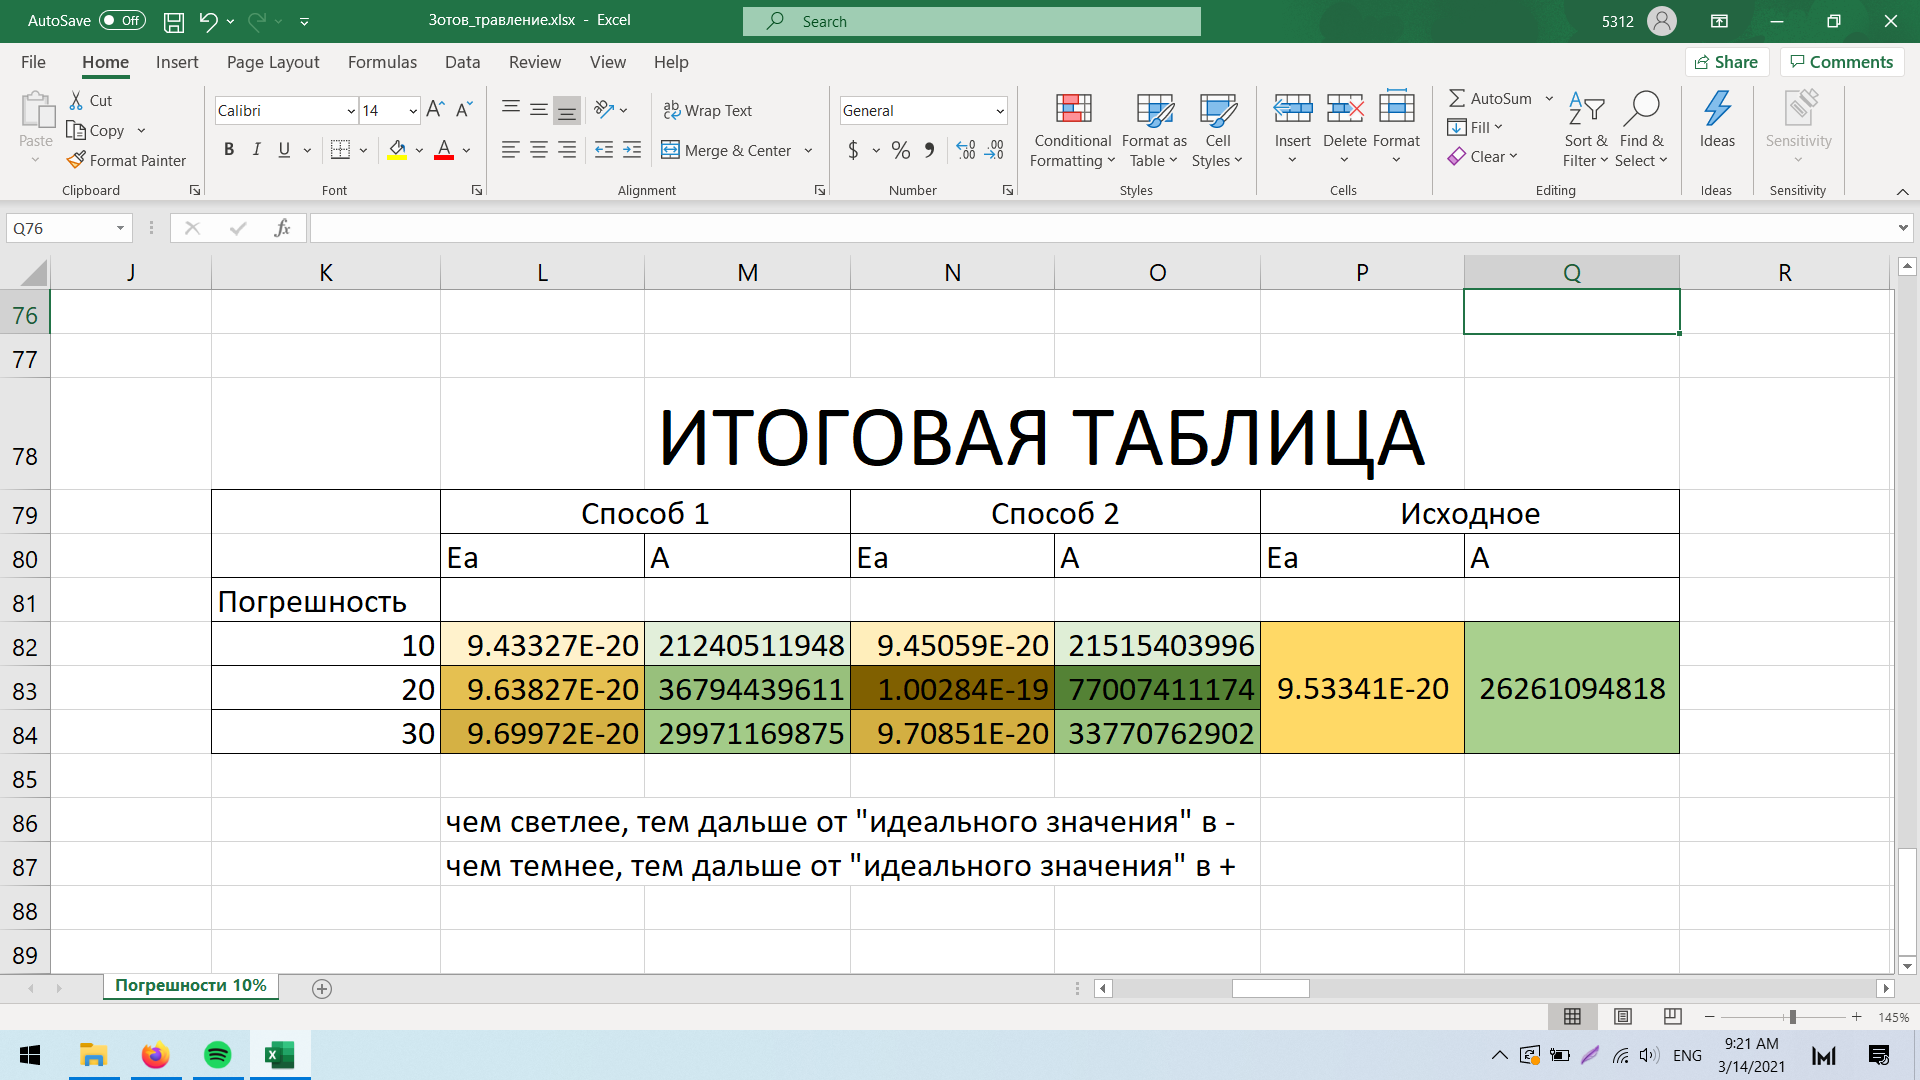 AutoSave Off Зотов_травление.xlsx - Excel Search 5312
File Home Insert Page Layout Formulas Data Review View Help Share Comments
Paste Cut Copy Format Painter Clipboard
Calibri 14 A A B I U A Font
ab Wrap Text Merge & Center Alignment
General $ % Number
Conditional Formatting Format as Table Cell Styles Styles
Insert Delete Format Cells
AutoSum Fill Clear Sort & Filter Find & Select Editing
Ideas Ideas
Sensitivity Sensitivity
Q76 fx
J K L M N O P Q R
76
77
78 ИТОГОВАЯ ТАБЛИЦА
79 Способ 1 Способ 2 Исходное
80 Ea A Ea A Ea A
81 Погрешность
82 10 9.43327E-20 21240511948 9.45059E-20 21515403996
83 20 9.63827E-20 36794439611 1.00284E-19 77007411174 9.53341E-20 26261094818
84 30 9.69972E-20 29971169875 9.70851E-20 33770762902
85
86 чем светлее, тем дальше от "идеального значения" в -
87 чем темнее, тем дальше от "идеального значения" в +
88
89
Погрешности 10%
145%
ENG 9:21 AM
3/14/2021